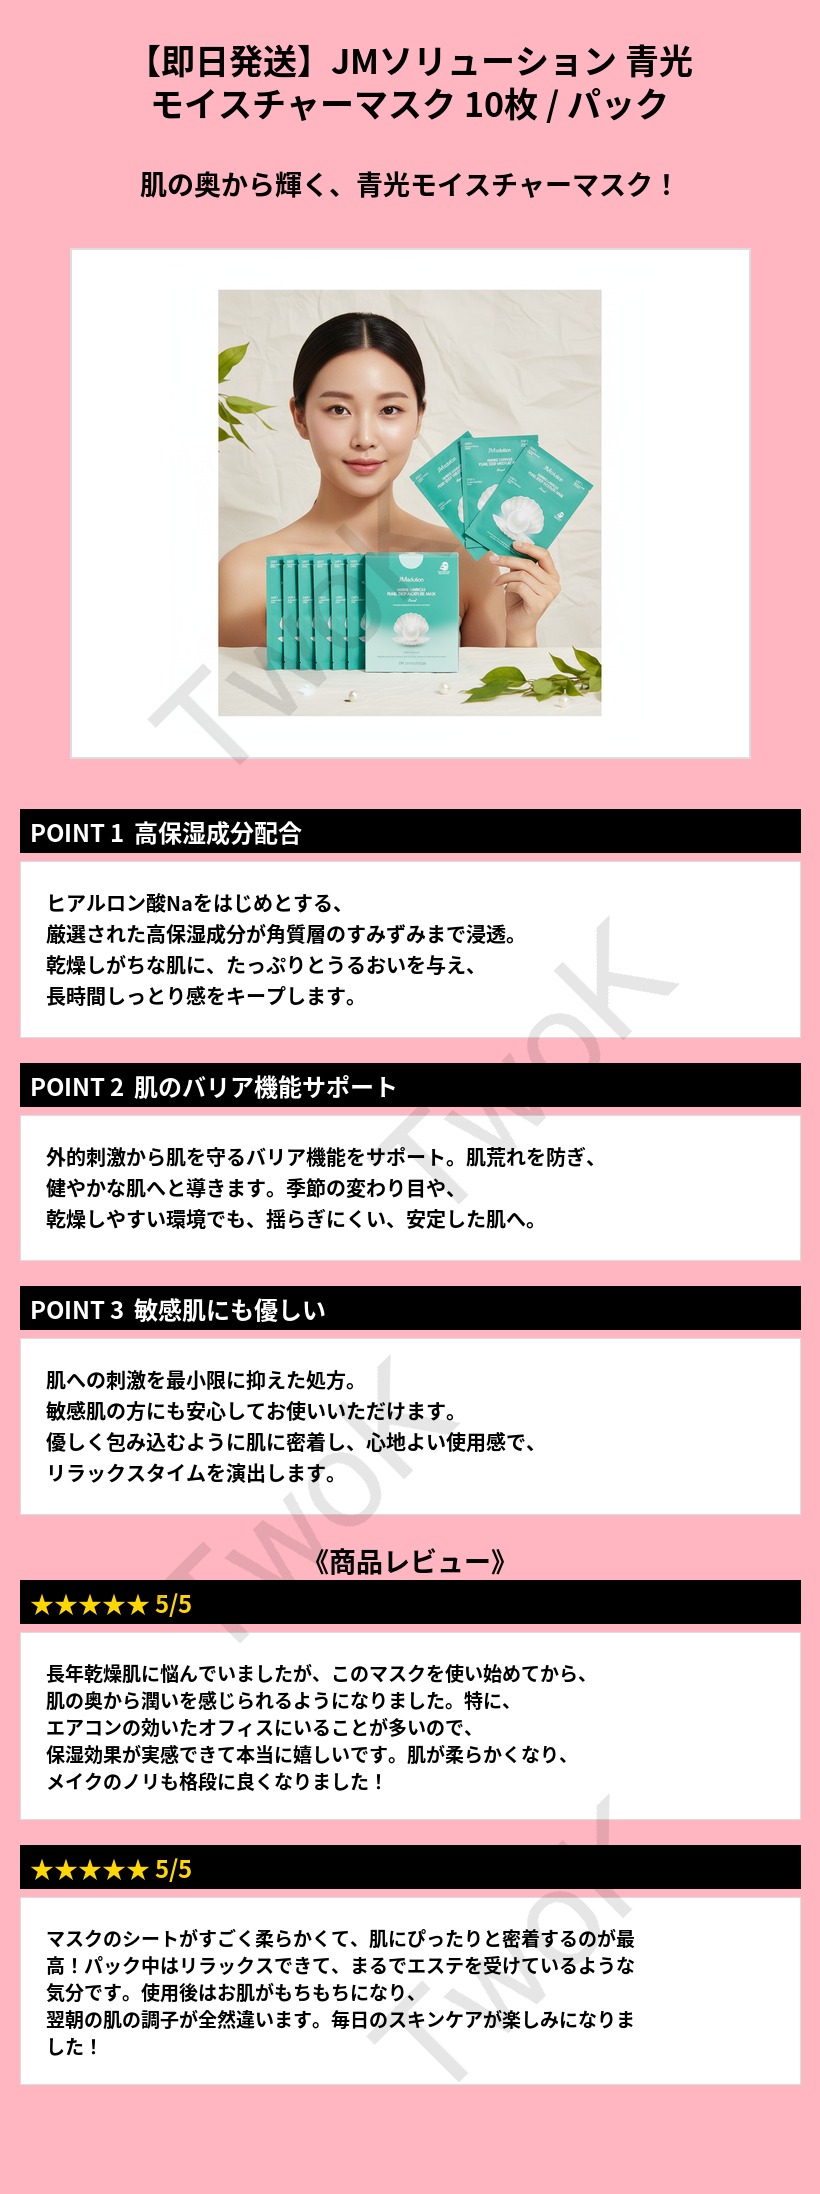 【即日発送】JMソリューション 青光
モイスチャーマスク 10枚 / パック
肌の奥から輝く、青光モイスチャーマスク！
JMsolution
MARINE LUMINOUS
PEARL DEEP MOISTURE MASK
Pearl
POINT 1 高保湿成分配合
ヒアルロン酸Naをはじめとする、
厳選された高保湿成分が角質層のすみずみまで浸透。
乾燥しがちな肌に、たっぷりとうるおいを与え、
長時間しっとり感をキープします。
POINT 2 肌のバリア機能サポート
外的刺激から肌を守るバリア機能をサポート。肌荒れを防ぎ、
健やかな肌へと導きます。季節の変わり目や、
乾燥しやすい環境でも、揺らぎにくい、安定した肌へ。
POINT 3 敏感肌にも優しい
肌への刺激を最小限に抑えた処方。
敏感肌の方にも安心してお使いいただけます。
優しく包み込むように肌に密着し、心地よい使用感で、
リラックスタイムを演出します。
《商品レビュー》
★★★★★ 5/5
長年乾燥肌に悩んでいましたが、このマスクを使い始めてから、
肌の奥から潤いを感じられるようになりました。特に、
エアコンの効いたオフィスにいることが多いので、
保湿効果が実感できて本当に嬉しいです。肌が柔らかくなり、
メイクのノリも格段に良くなりました！
★★★★★ 5/5
マスクのシートがすごく柔らかくて、肌にぴったりと密着するのが最
高！パック中はリラックスできて、まるでエステを受けているような
気分です。使用後はお肌がもちもちになり、
翌朝の肌の調子が全然違います。毎日のスキンケアが楽しみになりま
した！
TwoK
TwoK
TwoK
TwoK